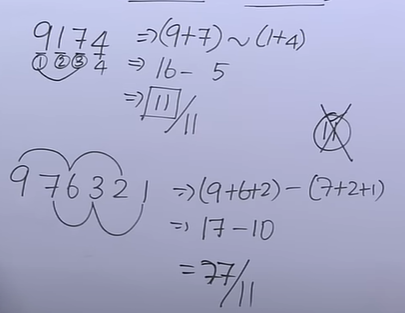 9174 ⇒ (9+7) ~ (1+4)
① ② ③ 4 ⇒ 16 - 5
⇒ 11/11
11
976321 ⇒ (9+6+2) - (7+2+1)
⇒ 17 - 10
= 77/11